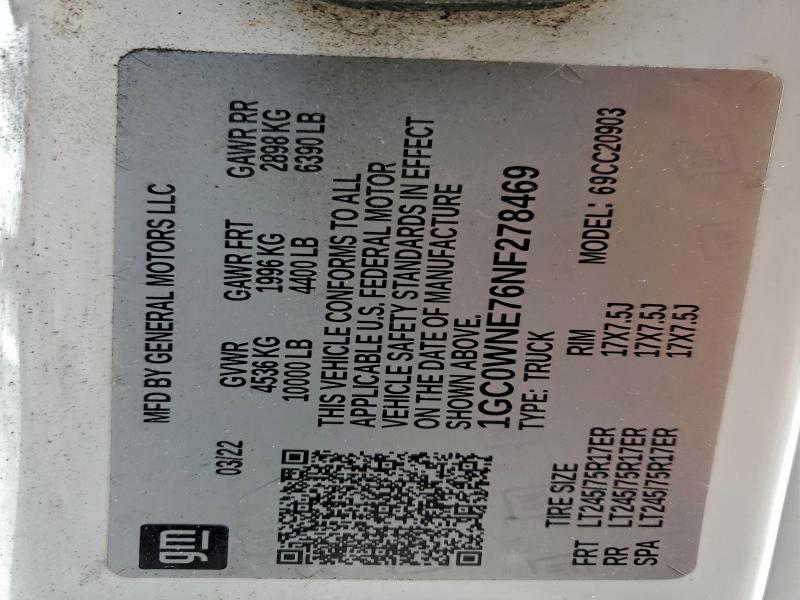 gm
03/22
MFD BY GENERAL MOTORS LLC
GVWR GAWR FRT GAWR RR
4536 KG 1996 KG 2898 KG
10000 LB 4400 LB 6390 LB
THIS VEHICLE CONFORMS TO ALL
APPLICABLE U.S. FEDERAL MOTOR
VEHICLE SAFETY STANDARDS IN EFFECT
ON THE DATE OF MANUFACTURE
SHOWN ABOVE.
1GC0WNE76NF278469
TYPE: TRUCK
TIRE SIZE RIM MODEL: 69CC20903
FRT LT245/75R17ER 17X7.5J
RR LT245/75R17ER 17X7.5J
SPA LT245/75R17ER 17X7.5J